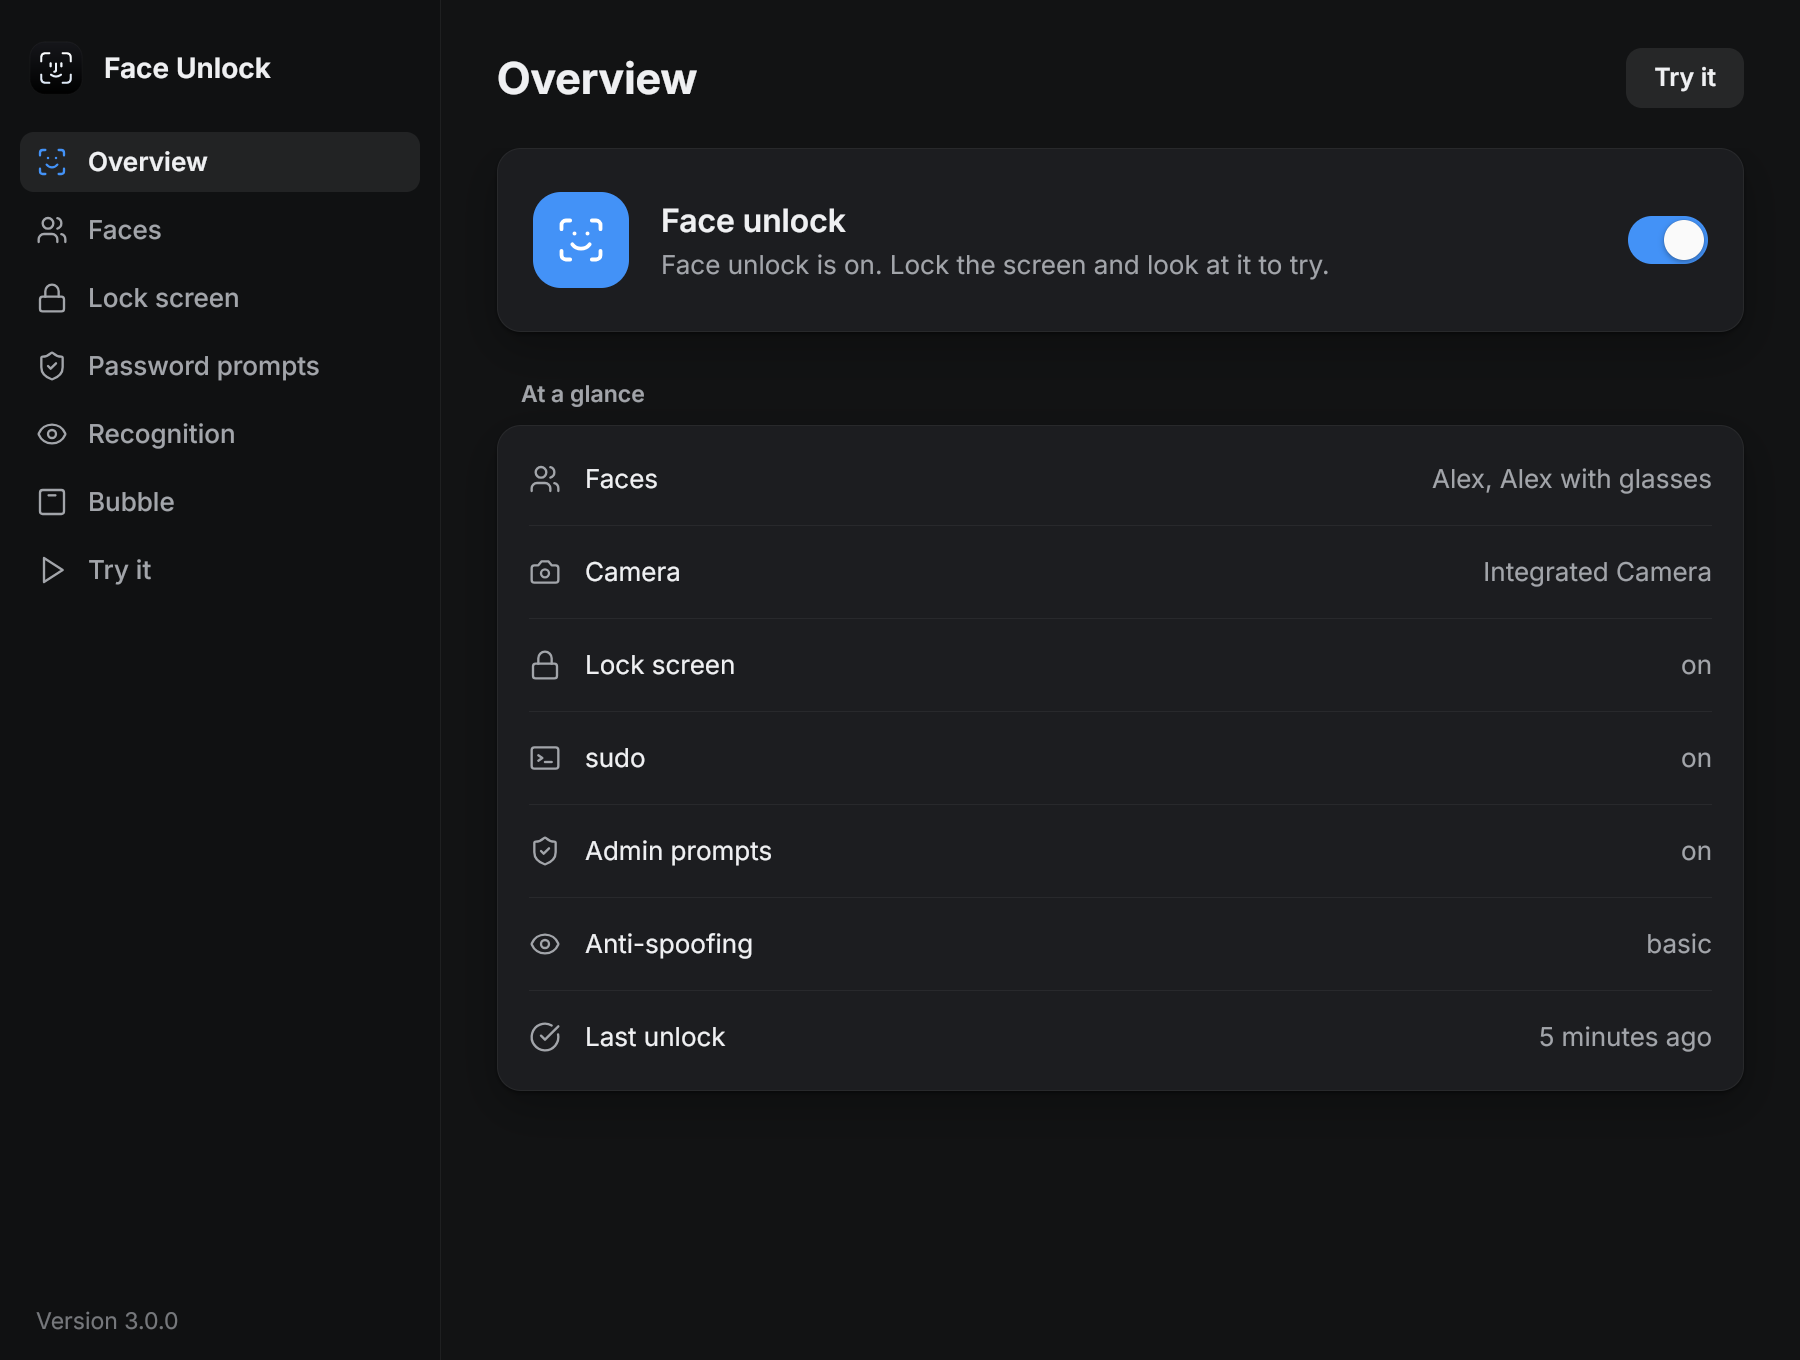 Face Unlock
Overview
Faces
Lock screen
Password prompts
Recognition
Bubble
Try it
Version 3.0.0
Overview
Try it
Face unlock
Face unlock is on. Lock the screen and look at it to try.
At a glance
Faces Alex, Alex with glasses
Camera Integrated Camera
Lock screen on
sudo on
Admin prompts on
Anti-spoofing basic
Last unlock 5 minutes ago